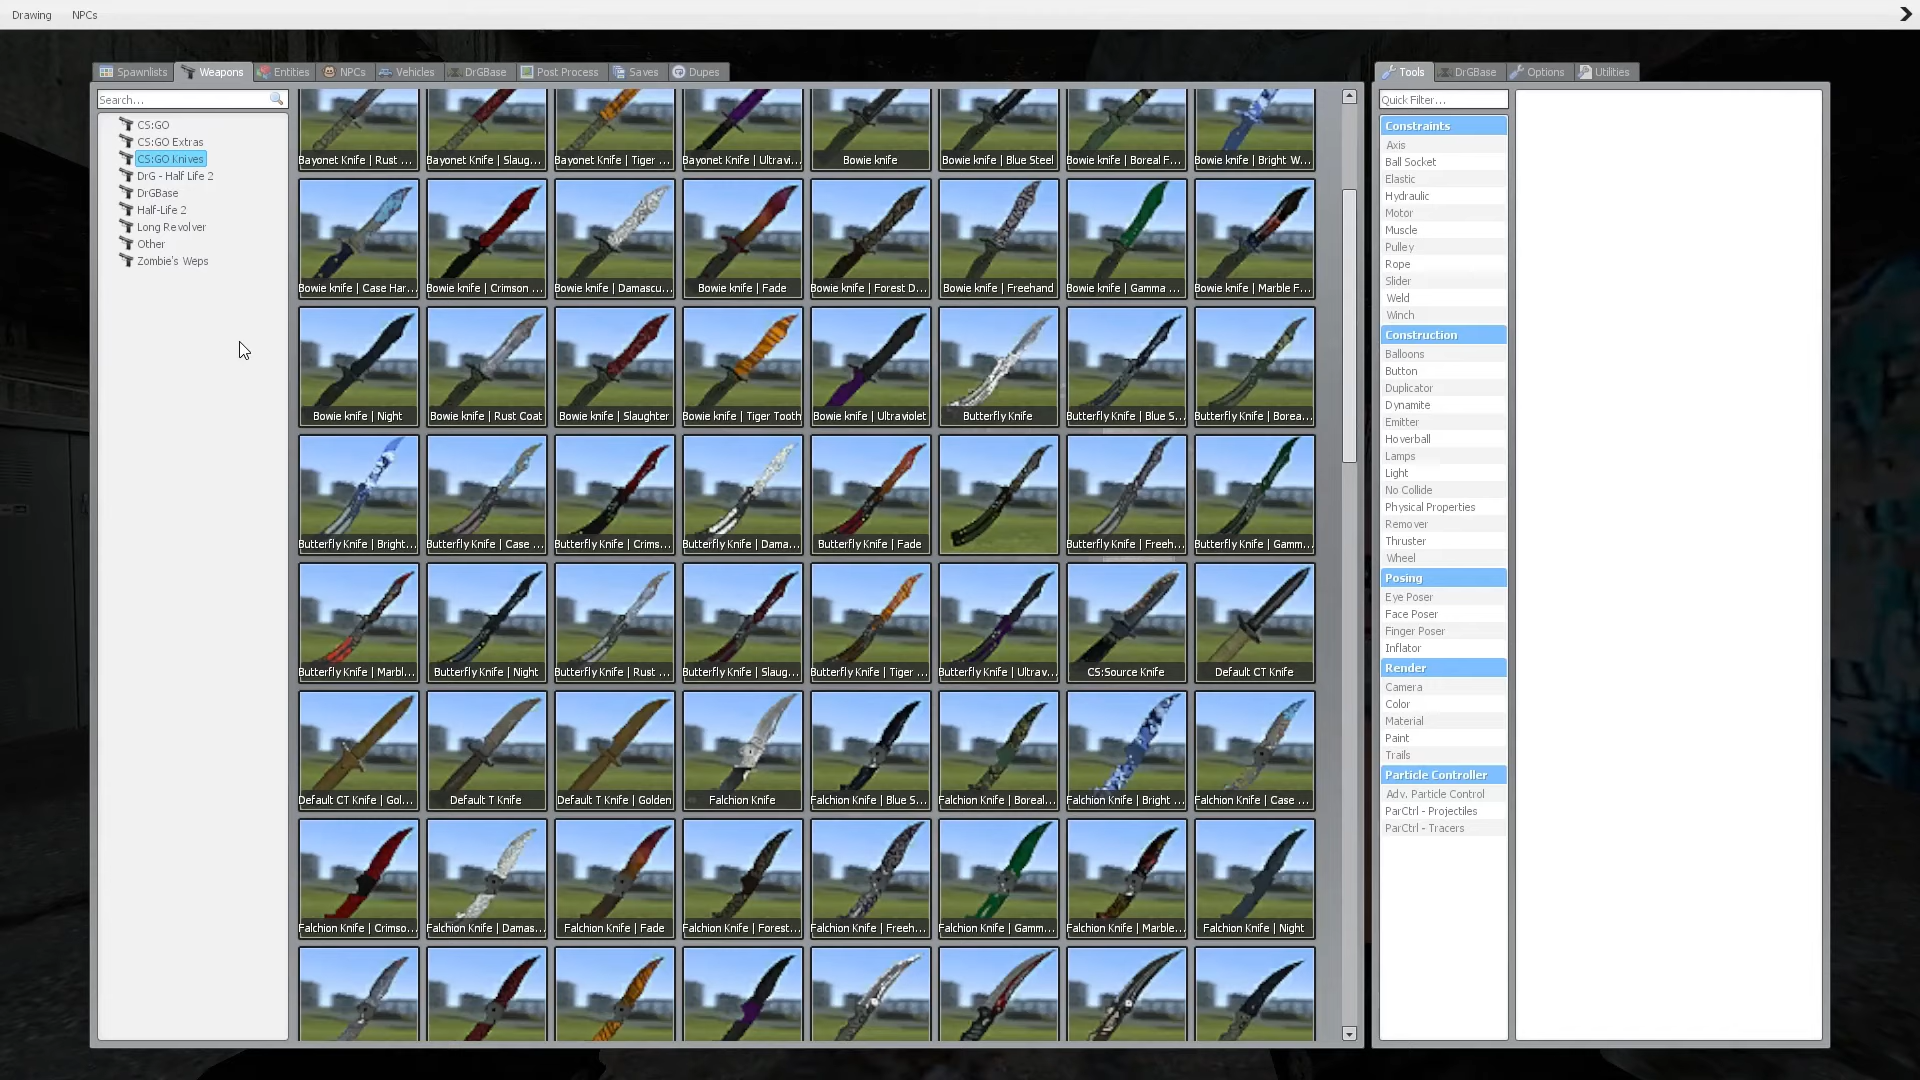 Drawing NPCs
Spawnlists Weapons Entities NPCs Vehicles DrGBase Post Process Saves Dupes
Search...
CS:GO
CS:GO Extras
CS:GO Knives
DrG - Half Life 2
DrGBase
Half-Life 2
Long Revolver
Other
Zombie's Weps
Bayonet Knife | Rust ... Bayonet Knife | Slaug... Bayonet Knife | Tiger ... Bayonet Knife | Ultravi... Bowie knife Bowie knife | Blue Steel Bowie knife | Boreal F... Bowie knife | Bright W...
Bowie knife | Case Har... Bowie knife | Crimson ... Bowie knife | Damascu... Bowie knife | Fade Bowie knife | Forest D... Bowie knife | Freehand Bowie knife | Gamma ... Bowie knife | Marble F...
Bowie knife | Night Bowie knife | Rust Coat Bowie knife | Slaughter Bowie knife | Tiger Tooth Bowie knife | Ultraviolet Butterfly Knife Butterfly Knife | Blue S... Butterfly Knife | Borea...
Butterfly Knife | Bright... Butterfly Knife | Case ... Butterfly Knife | Crims... Butterfly Knife | Dama... Butterfly Knife | Fade Butterfly Knife | Freeh... Butterfly Knife | Gamm...
Butterfly Knife | Marbl... Butterfly Knife | Night Butterfly Knife | Rust ... Butterfly Knife | Slaug... Butterfly Knife | Tiger ... Butterfly Knife | Ultrav... CS:Source Knife Default CT Knife
Default CT Knife | Gol... Default T Knife Default T Knife | Golden Falchion Knife Falchion Knife | Blue S... Falchion Knife | Boreal... Falchion Knife | Bright ... Falchion Knife | Case ...
Falchion Knife | Crimso... Falchion Knife | Damas... Falchion Knife | Fade Falchion Knife | Forest... Falchion Knife | Freeh... Falchion Knife | Gamm... Falchion Knife | Marble... Falchion Knife | Night
Tools DrGBase Options Utilities
Quick Filter...
Constraints
Axis
Ball Socket
Elastic
Hydraulic
Motor
Muscle
Pulley
Rope
Slider
Weld
Winch
Construction
Balloons
Button
Duplicator
Dynamite
Emitter
Hoverball
Lamps
Light
No Collide
Physical Properties
Remover
Thruster
Wheel
Posing
Eye Poser
Face Poser
Finger Poser
Inflator
Render
Camera
Color
Material
Paint
Trails
Particle Controller
Adv. Particle Control
ParCtrl - Projectiles
ParCtrl - Tracers